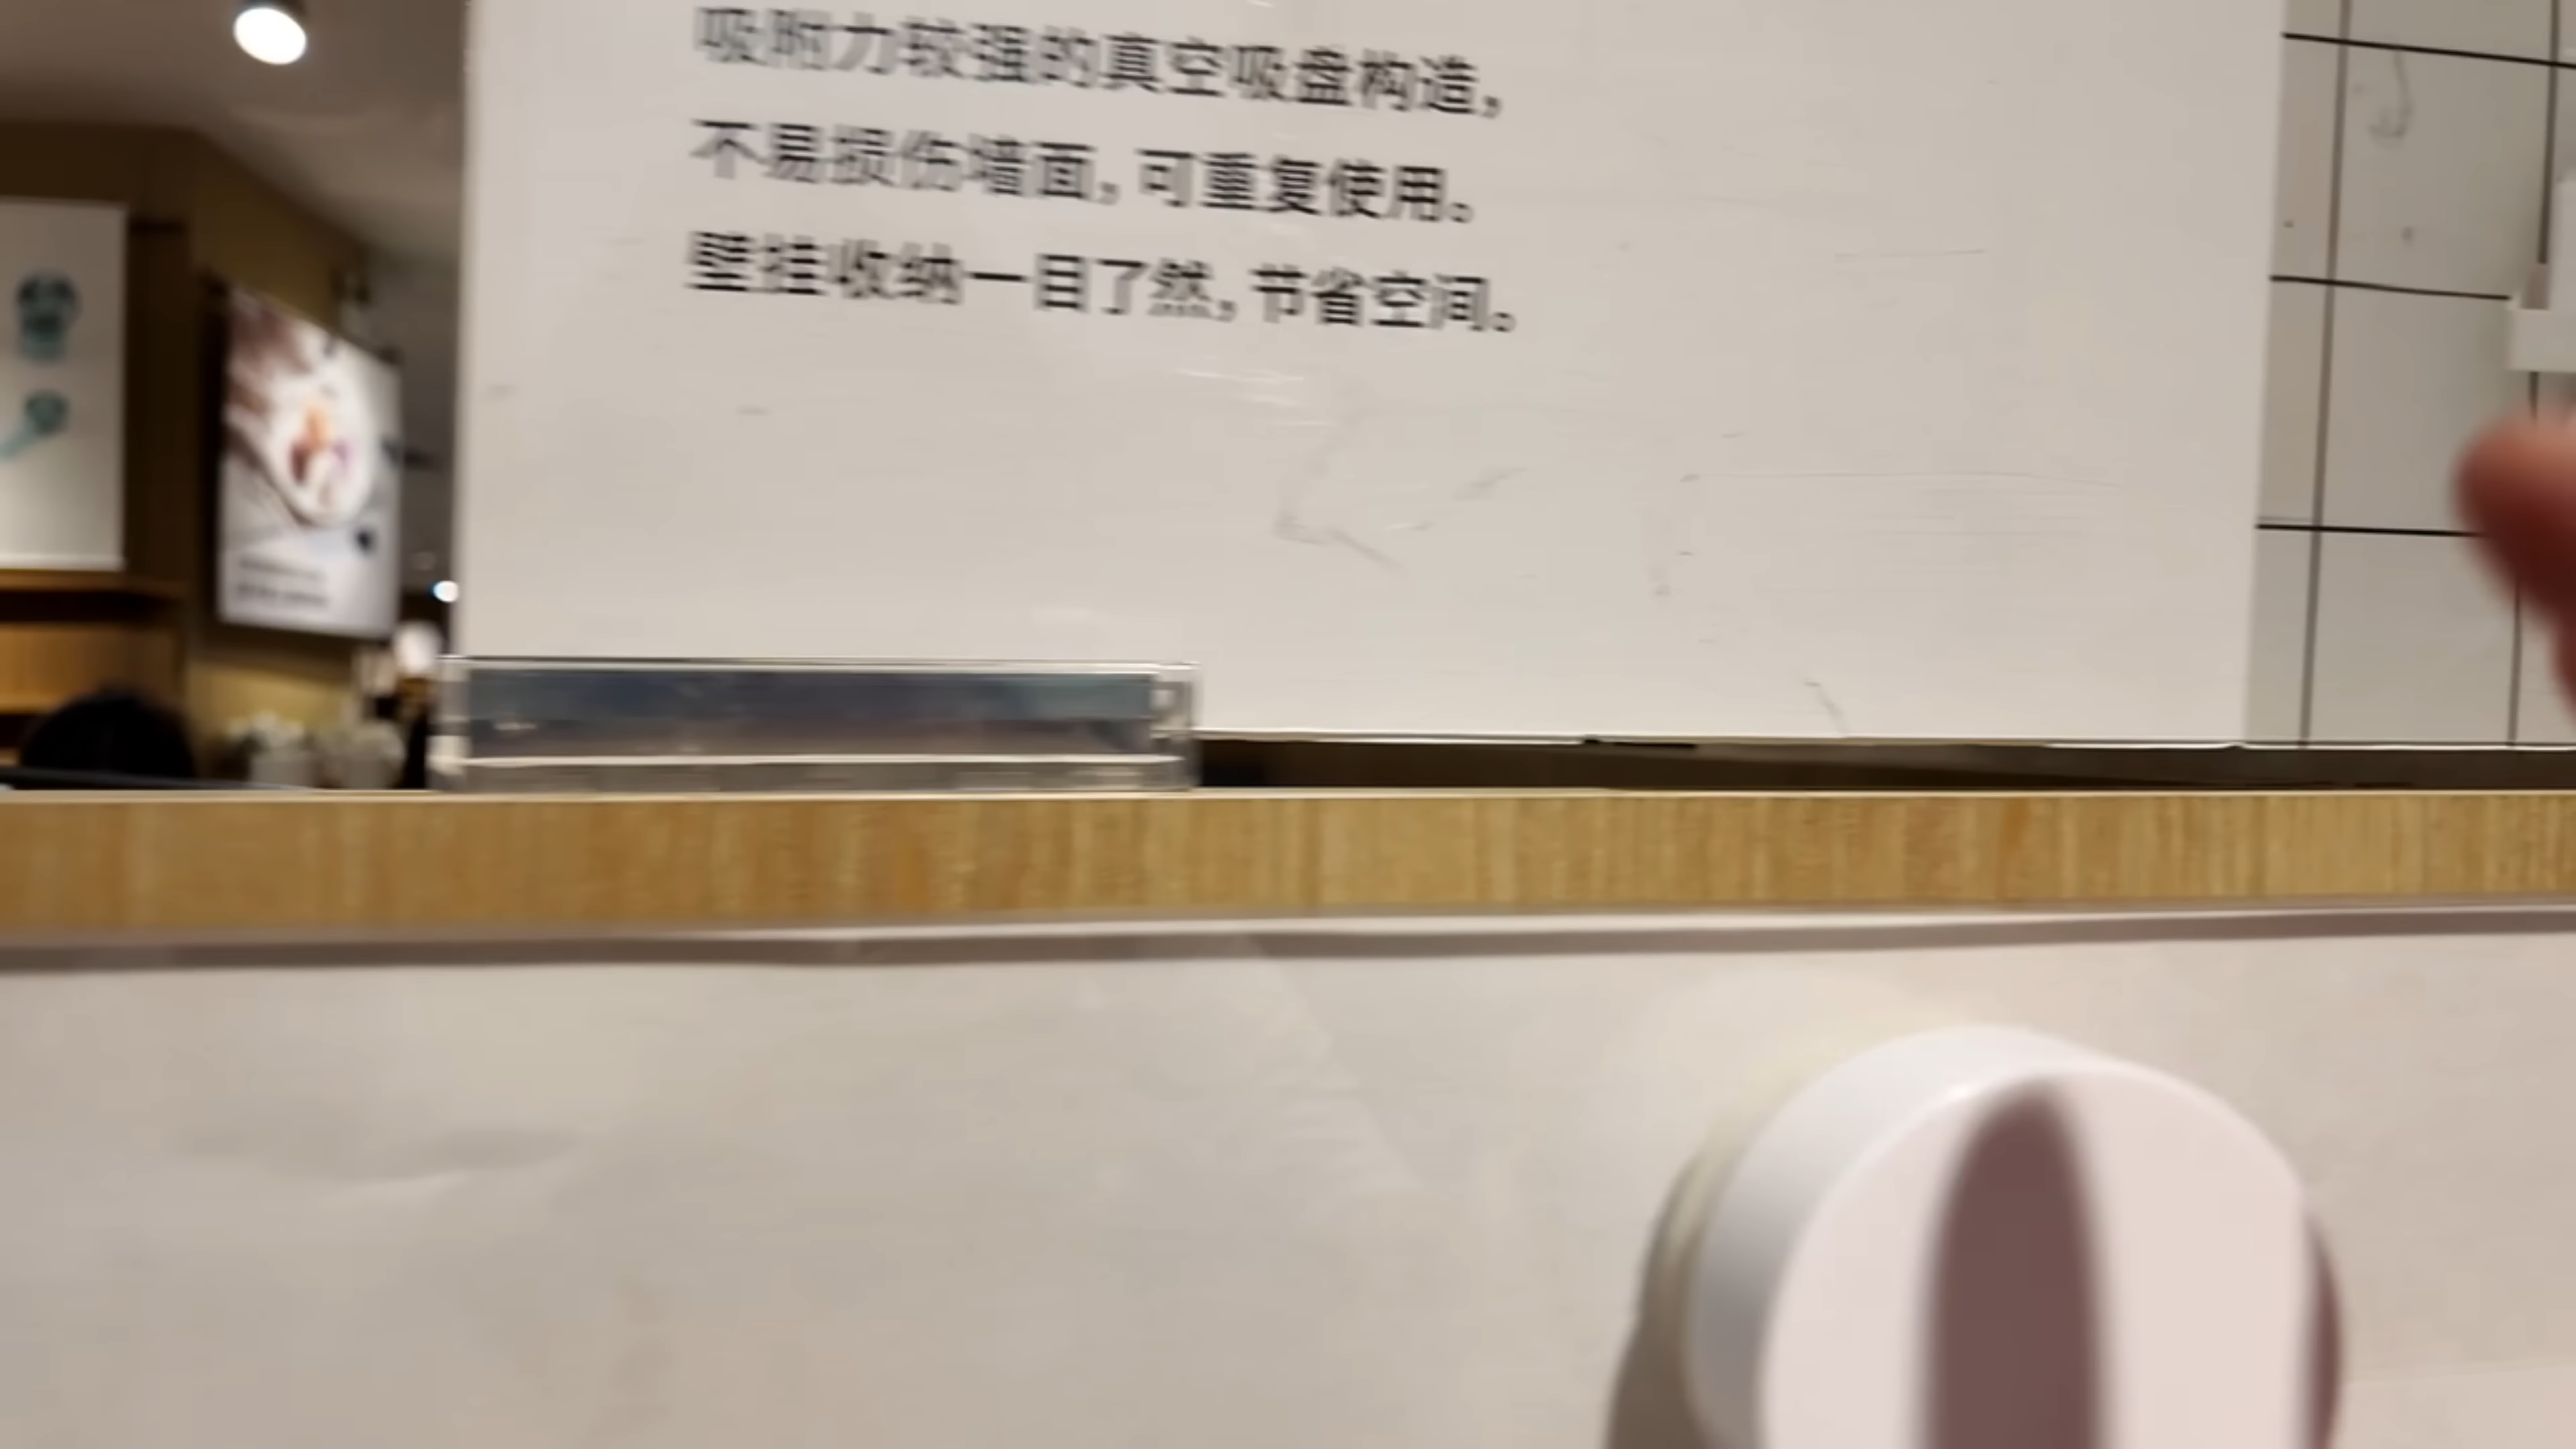 吸附力较强的真空吸盘构造，
不易损伤墙面，可重复使用。
壁挂收纳一目了然，节省空间。